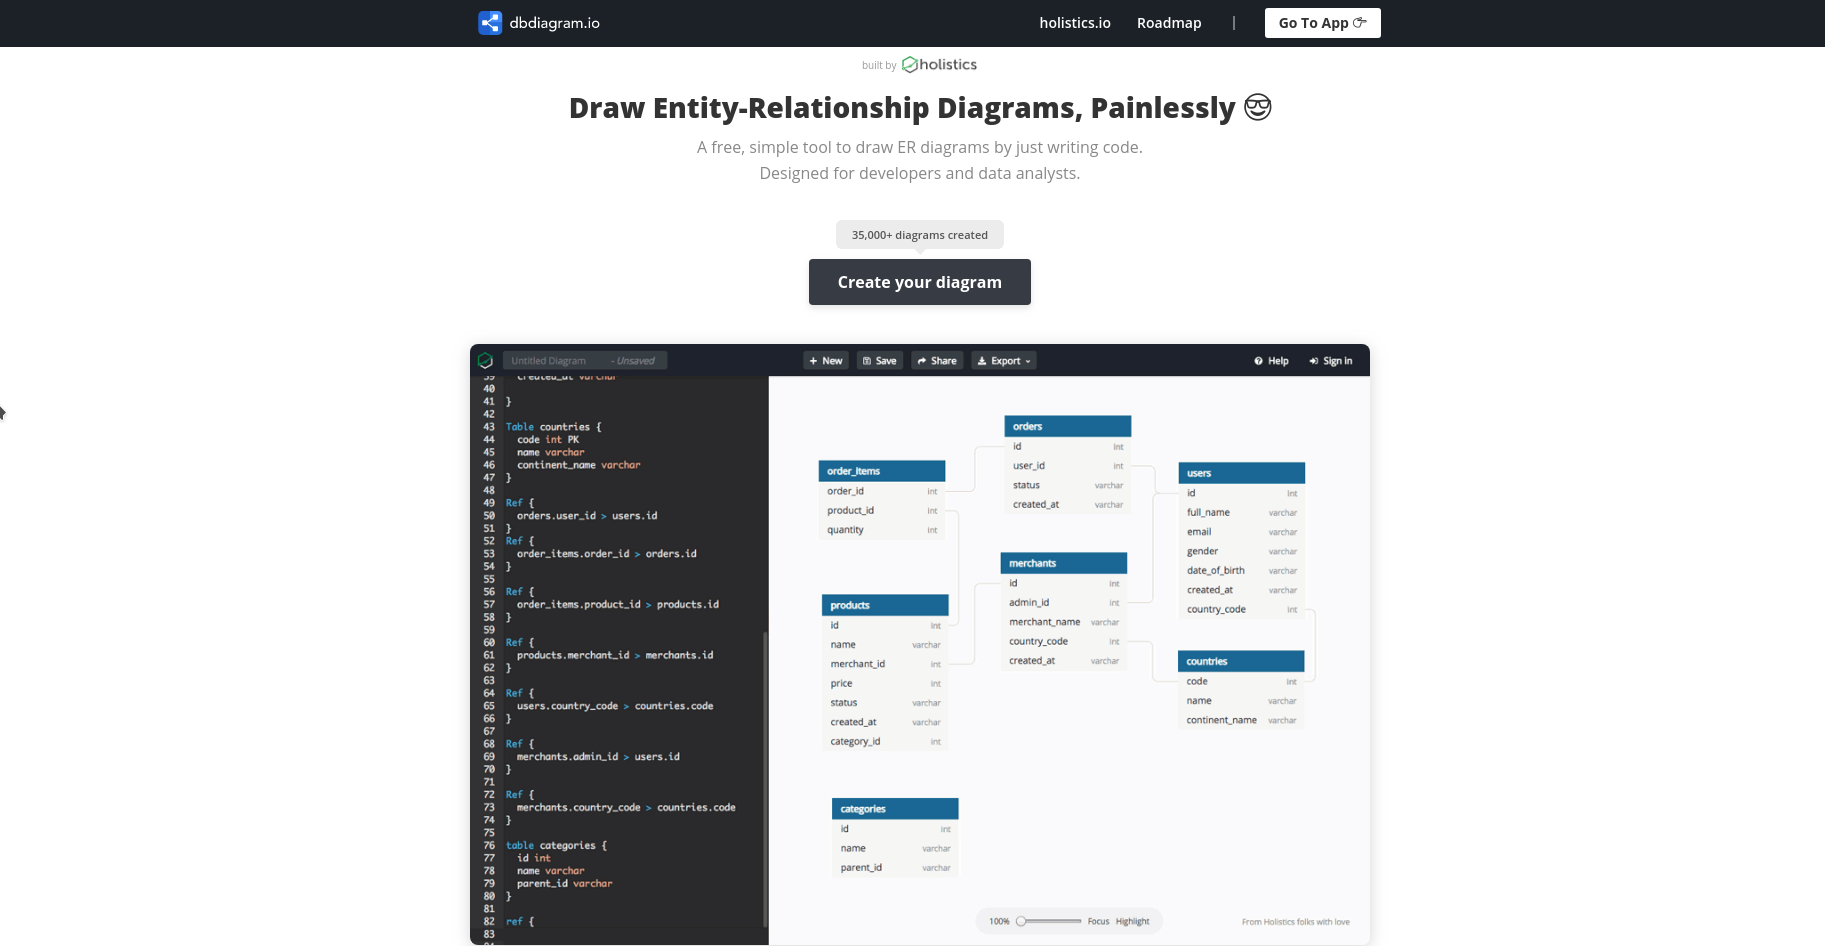 dbdiagram.io
holistics.io
Roadmap
|
Go To App
built by holistics
Draw Entity-Relationship Diagrams, Painlessly
A free, simple tool to draw ER diagrams by just writing code.
Designed for developers and data analysts.
35,000+ diagrams created
Create your diagram
Untitled Diagram - Unsaved
+ New
Save
Share
Export
Help
Sign in
39 created_at varchar
40
41 }
42
43 Table countries {
44 code int PK
45 name varchar
46 continent_name varchar
47 }
48
49 Ref {
50 orders.user_id > users.id
51 }
52 Ref {
53 order_items.order_id > orders.id
54 }
55
56 Ref {
57 order_items.product_id > products.id
58 }
59
60 Ref {
61 products.merchant_id > merchants.id
62 }
63
64 Ref {
65 users.country_code > countries.code
66 }
67
68 Ref {
69 merchants.admin_id > users.id
70 }
71
72 Ref {
73 merchants.country_code > countries.code
74 }
75
76 table categories {
77 id int
78 name varchar
79 parent_id varchar
80 }
81
82 ref {
83
order_items
order_id int
product_id int
quantity int
orders
id int
user_id int
status varchar
created_at varchar
users
id int
full_name varchar
email varchar
gender varchar
date_of_birth varchar
created_at varchar
country_code int
merchants
id int
admin_id int
merchant_name varchar
country_code int
created_at varchar
products
id int
name varchar
merchant_id int
price int
status varchar
created_at varchar
category_id int
countries
code int
name varchar
continent_name varchar
categories
id int
name varchar
parent_id varchar
100%
Focus
Highlight
From Holistics folks with love